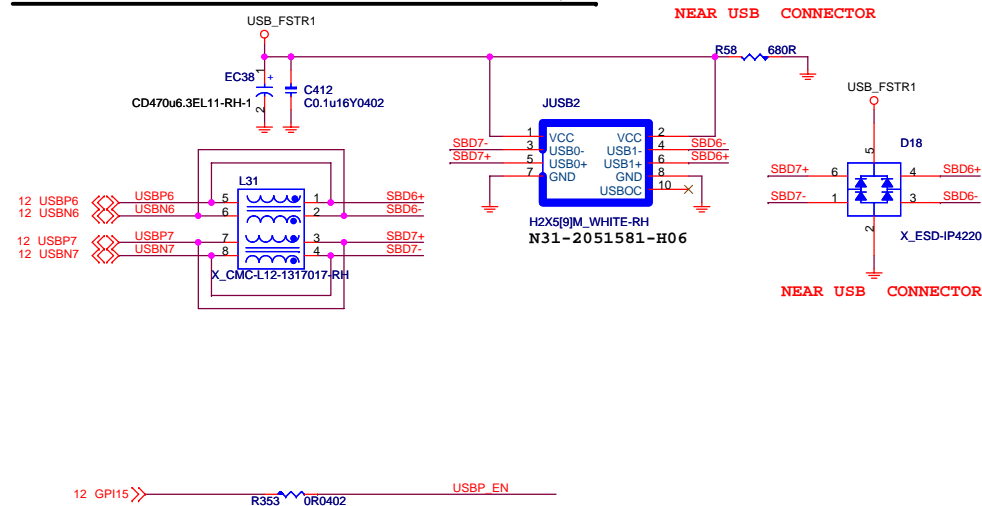 NEAR USB CONNECTOR
USB_FSTR1
R58 680R
EC38 1 +
2
CD470u6.3EL11-RH-1
C412
C0.1u16Y0402
JUSB2
1 VCC VCC 2
SBD7- 3 USB0- USB1- 4 SBD6-
SBD7+ 5 USB0+ USB1+ 6 SBD6+
7 GND GND 8
USBOC 10
H2X5[9]M_WHITE-RH
N31-2051581-H06
USB_FSTR1
5 D18
SBD7+ 6 4 SBD6+
SBD7- 1 3 SBD6-
2
X_ESD-IP4220
NEAR USB CONNECTOR
L31
12 USBP6 USBP6 5 1 SBD6+
12 USBN6 USBN6 6 2 SBD6-
12 USBP7 USBP7 7 3 SBD7+
12 USBN7 USBN7 8 4 SBD7-
X_CMC-L12-1317017-RH
12 GPI15 R353 0R0402 USBP_EN